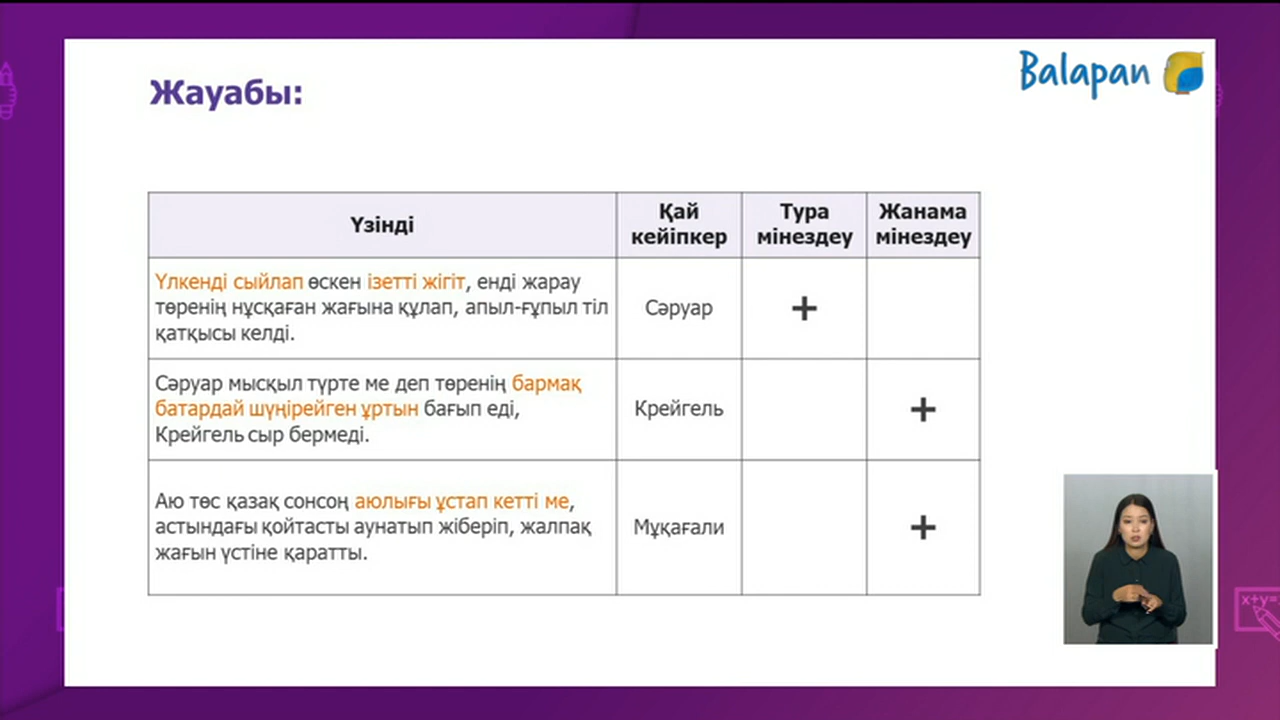 Balapan
Жауабы:
Үзінді
Қай
кейіпкер
Тура
мінездеу
Жанама
мінездеу
Үлкенді сыйлап өскен ізетті жігіт, енді жарау
төренің нұсқаған жағына құлап, апыл-ғұпыл тіл
қатқысы келді.
Сәруар
+
Сәруар мысқыл түрте ме деп төренің бармақ
батардай шүңірейген ұртын бағып еді,
Крейгель сыр бермеді.
Крейгель
+
Аю төс қазақ сонсоң аюлығы ұстап кетті ме,
астындағы қойтасты аунатып жіберіп, жалпақ
жағын үстіне қаратты.
Мұқағали
+
x+y=